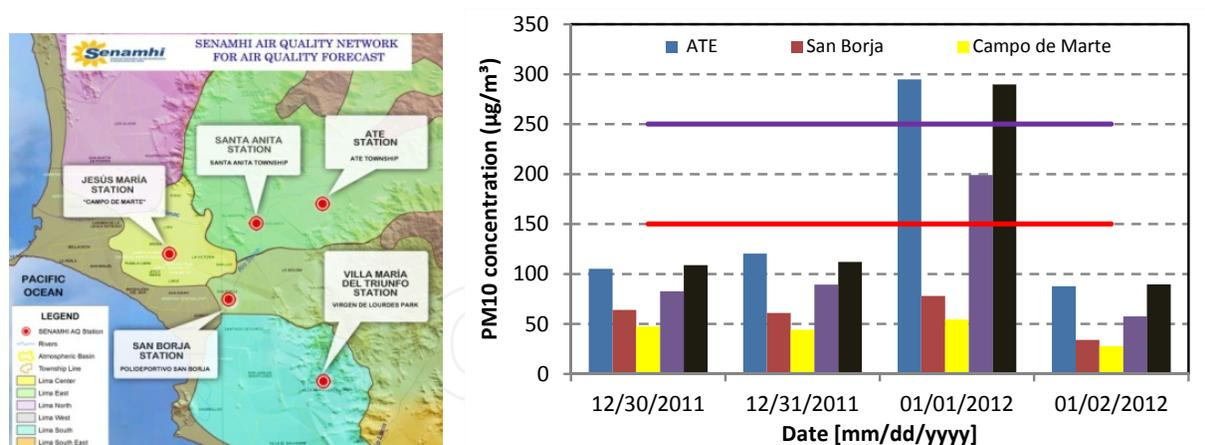 Senamhi
SENAMHI AIR QUALITY NETWORK
FOR AIR QUALITY FORECAST
SANTA ANITA
STATION
SANTA ANITA TOWNSHIP
ATE
STATION
ATE TOWNSHIP
JESÚS MARÍA
STATION
"CAMPO DE MARTE"
PACIFIC
OCEAN
VILLA MARÍA
DEL TRIUNFO
STATION
VIRGEN DE LOURDES PARK
SAN BORJA
STATION
POLIDEPORTIVO SAN BORJA
LEGEND
SENAMHI AQ Station
Rivers
Atmospheric Basin
Township Line
Lima Center
Lima East
Lima North
Lima West
Lima South
Lima South East
PM10 concentration (µg/m³)
350
300
250
200
150
100
50
0
ATE
San Borja
Campo de Marte
12/30/2011
12/31/2011
01/01/2012
01/02/2012
Date [mm/dd/yyyy]